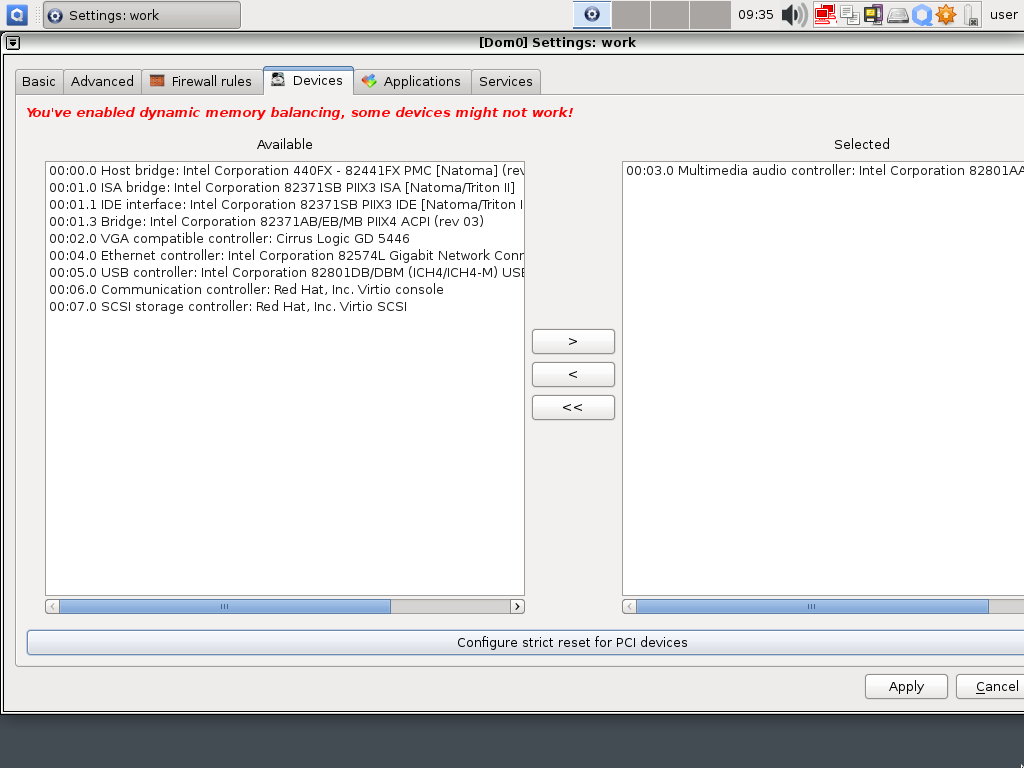 Settings: work
09:35
user
[Dom0] Settings: work
Basic
Advanced
Firewall rules
Devices
Applications
Services
You've enabled dynamic memory balancing, some devices might not work!
Available
Selected
00:00.0 Host bridge: Intel Corporation 440FX - 82441FX PMC [Natoma] (rev
00:01.0 ISA bridge: Intel Corporation 82371SB PIIX3 ISA [Natoma/Triton II]
00:01.1 IDE interface: Intel Corporation 82371SB PIIX3 IDE [Natoma/Triton I
00:01.3 Bridge: Intel Corporation 82371AB/EB/MB PIIX4 ACPI (rev 03)
00:02.0 VGA compatible controller: Cirrus Logic GD 5446
00:04.0 Ethernet controller: Intel Corporation 82574L Gigabit Network Conn
00:05.0 USB controller: Intel Corporation 82801DB/DBM (ICH4/ICH4-M) USB
00:06.0 Communication controller: Red Hat, Inc. Virtio console
00:07.0 SCSI storage controller: Red Hat, Inc. Virtio SCSI
00:03.0 Multimedia audio controller: Intel Corporation 82801AA
>
<
<<
Configure strict reset for PCI devices
Apply
Cancel